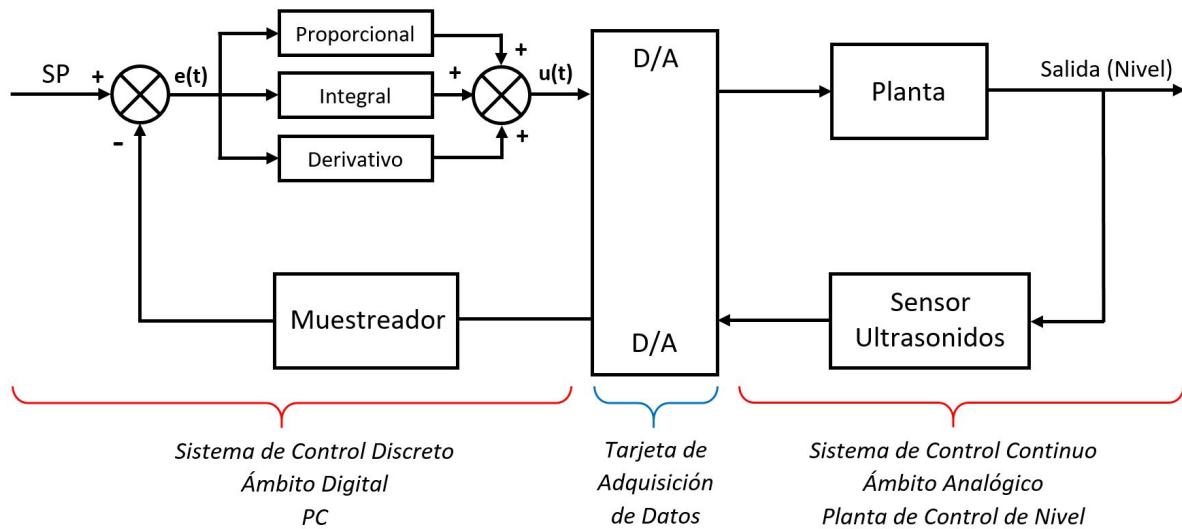 SP
+
-
e(t)
Proporcional
Integral
Derivativo
+
+
+
u(t)
D/A
Planta
Salida (Nivel)
Muestreador
D/A
Sensor
Ultrasonidos
Sistema de Control Discreto
Ámbito Digital
PC
Tarjeta de
Adquisición
de Datos
Sistema de Control Continuo
Ámbito Analógico
Planta de Control de Nivel